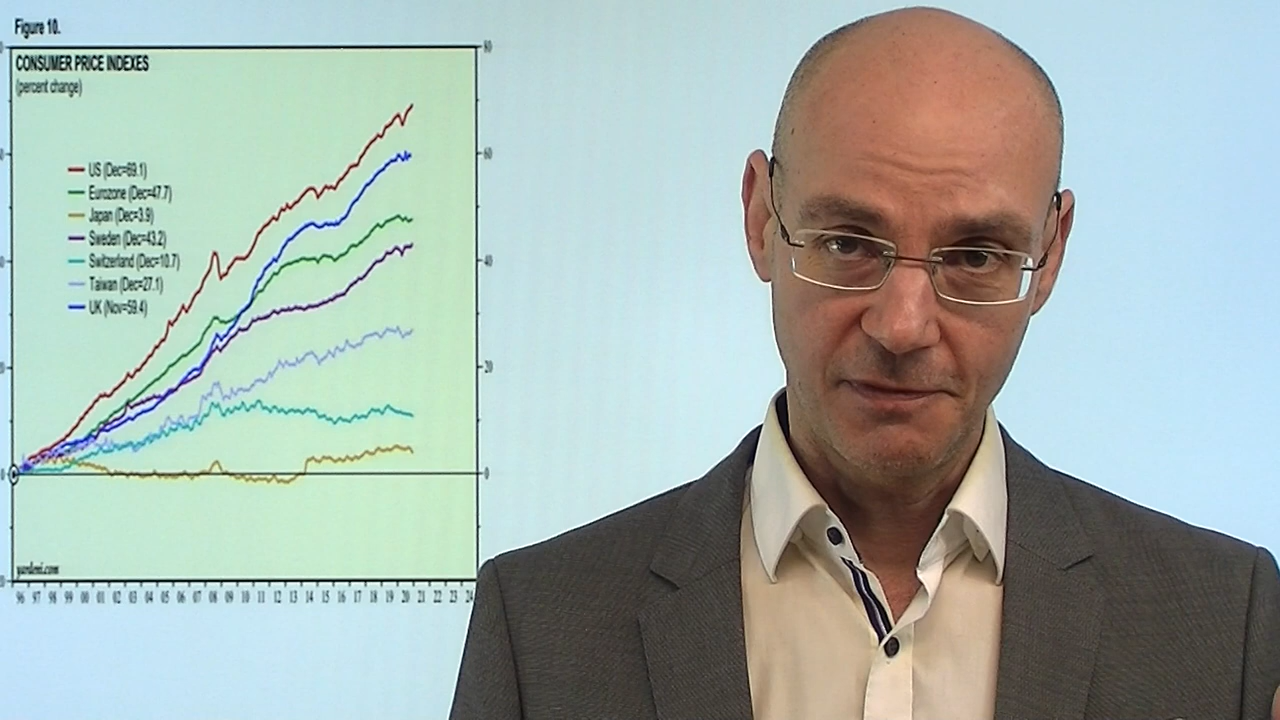 Figure 10.
80
CONSUMER PRICE INDEXES
(percent change)
60
US (Dec=69.1)
Eurozone (Dec=47.7)
Japan (Dec=3.9)
Sweden (Dec=43.2)
Switzerland (Dec=10.7)
Taiwan (Dec=27.1)
UK (Nov=59.4)
40
20
0
yardeni.com
96 97 98 99 00 01 02 03 04 05 06 07 08 09 10 11 12 13 14 15 16 17 18 19 20 21 22 23 24